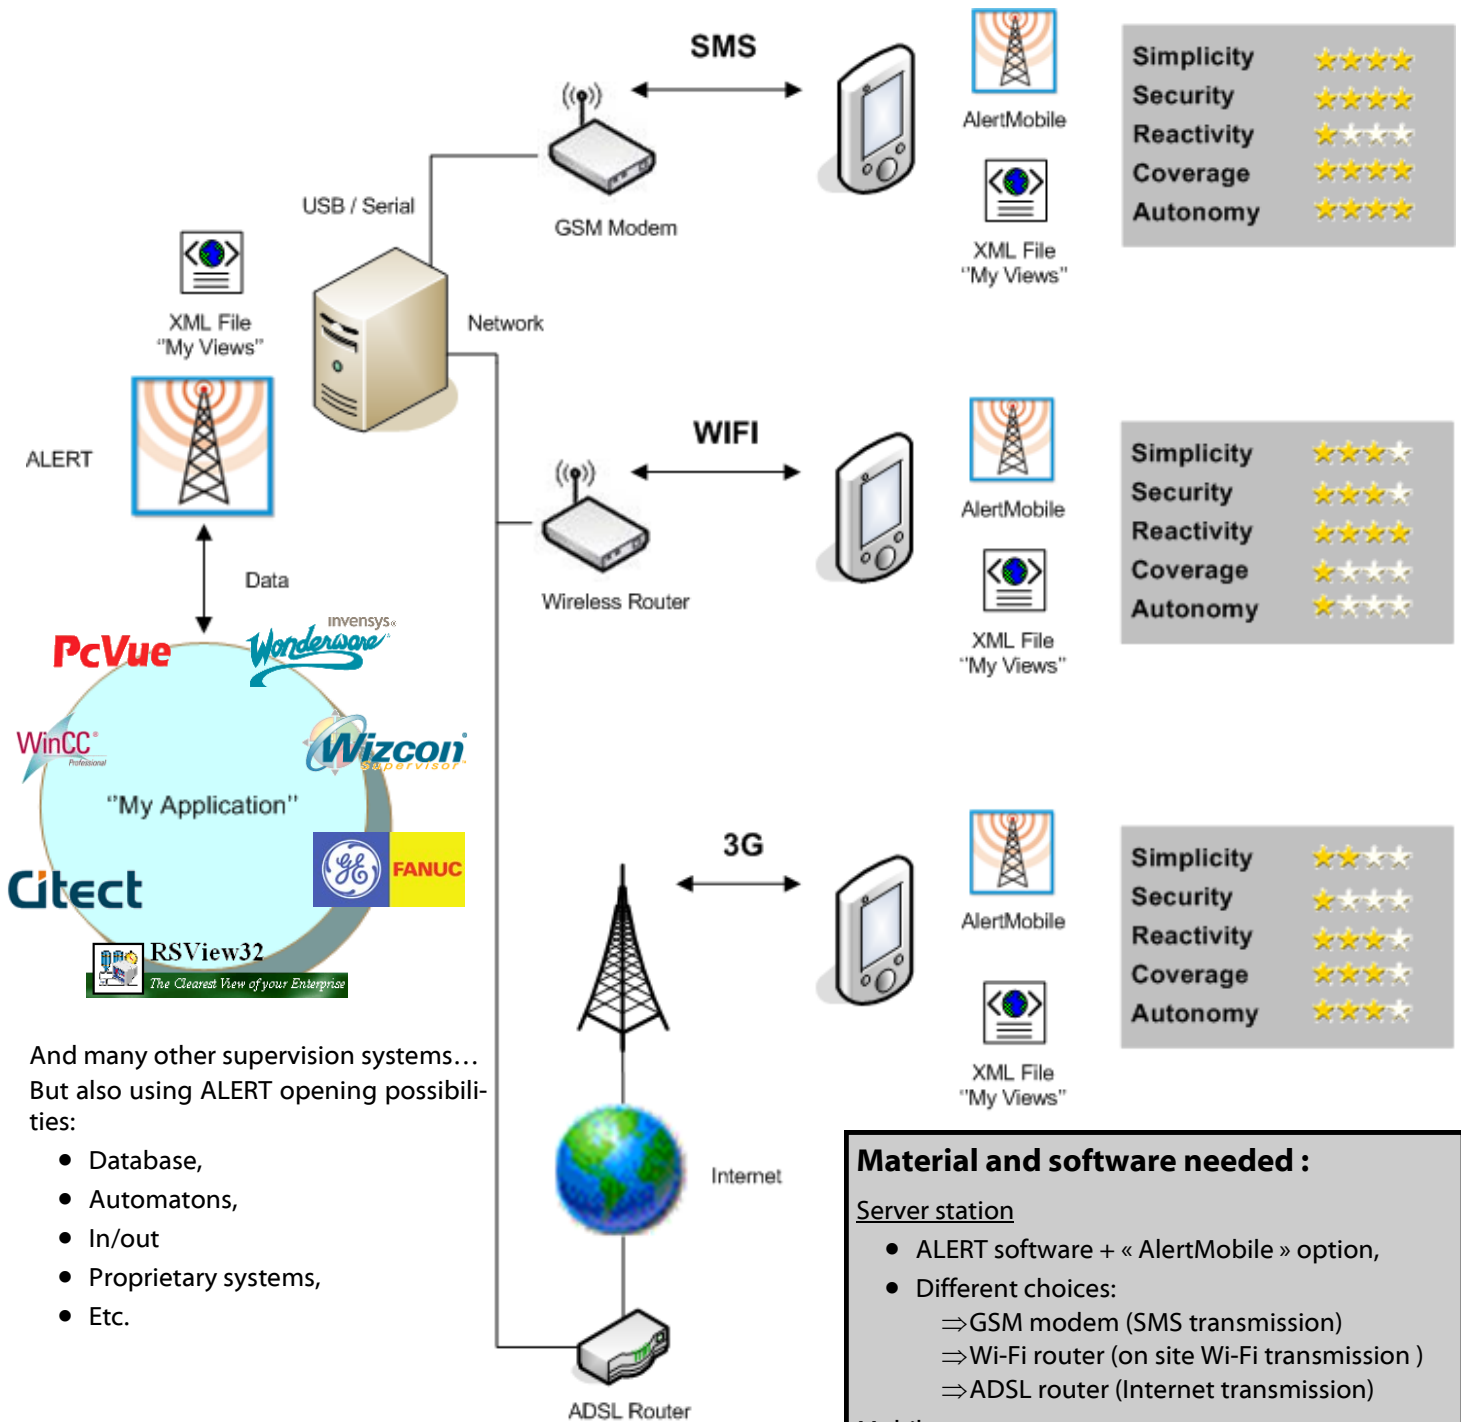 SMS
AlertMobile
GSM Modem
XML File
"My Views"
Simplicity
Security
Reactivity
Coverage
Autonomy
USB / Serial
XML File
"My Views"
Network
ALERT
Data
WIFI
Wireless Router
AlertMobile
XML File
"My Views"
Simplicity
Security
Reactivity
Coverage
Autonomy
PcVue
invensys
Wonderware
WinCC®
Professional
Wizcon®
Supervisor™
"My Application"
Citect
GE
FANUC
RSView32
The Clearest View of your Enterprise
3G
AlertMobile
XML File
"My Views"
Simplicity
Security
Reactivity
Coverage
Autonomy
Internet
ADSL Router
And many other supervision systems…
But also using ALERT opening possibili-
ties:
• Database,
• Automatons,
• In/out
• Proprietary systems,
• Etc.
Material and software needed :
Server station
• ALERT software + « AlertMobile » option,
• Different choices:
⇒GSM modem (SMS transmission)
⇒Wi-Fi router (on site Wi-Fi transmission )
⇒ADSL router (Internet transmission)